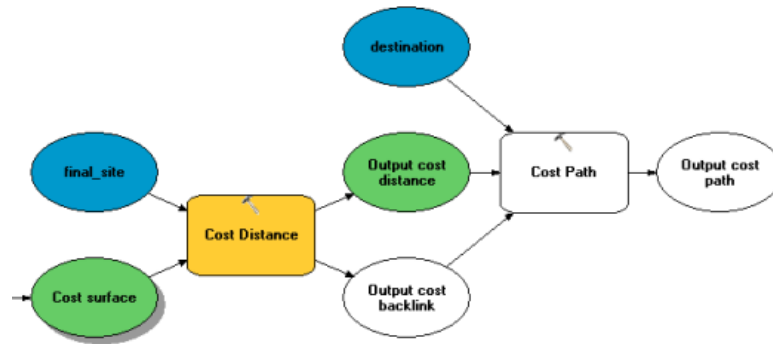 destination
final_site
Output cost
distance
Cost Path
Output cost
path
Cost Distance
Cost surface
Output cost
backlink